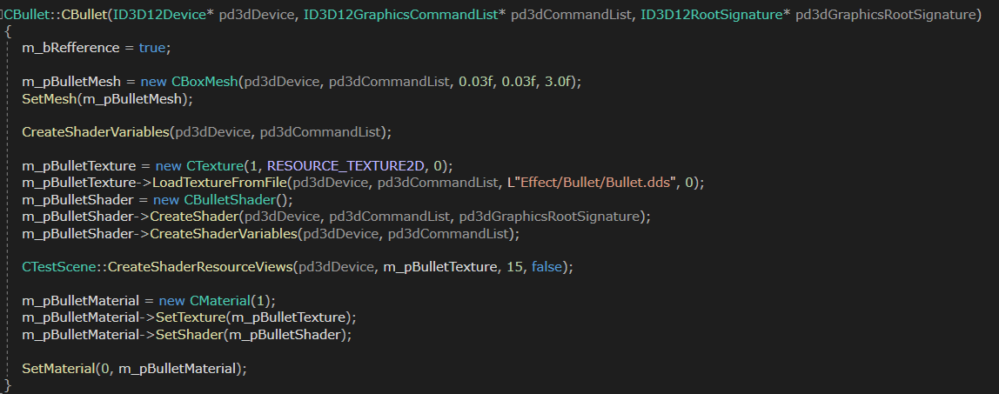 CBullet::CBullet(ID3D12Device* pd3dDevice, ID3D12GraphicsCommandList* pd3dCommandList, ID3D12RootSignature* pd3dGraphicsRootSignature)
{
m_bRefference = true;
m_pBulletMesh = new CBoxMesh(pd3dDevice, pd3dCommandList, 0.03f, 0.03f, 3.0f);
SetMesh(m_pBulletMesh);
CreateShaderVariables(pd3dDevice, pd3dCommandList);
m_pBulletTexture = new CTexture(1, RESOURCE_TEXTURE2D, 0);
m_pBulletTexture->LoadTextureFromFile(pd3dDevice, pd3dCommandList, L"Effect/Bullet/Bullet.dds", 0);
m_pBulletShader = new CBulletShader();
m_pBulletShader->CreateShader(pd3dDevice, pd3dCommandList, pd3dGraphicsRootSignature);
m_pBulletShader->CreateShaderVariables(pd3dDevice, pd3dCommandList);
CTestScene::CreateShaderResourceViews(pd3dDevice, m_pBulletTexture, 15, false);
m_pBulletMaterial = new CMaterial(1);
m_pBulletMaterial->SetTexture(m_pBulletTexture);
m_pBulletMaterial->SetShader(m_pBulletShader);
SetMaterial(0, m_pBulletMaterial);
}